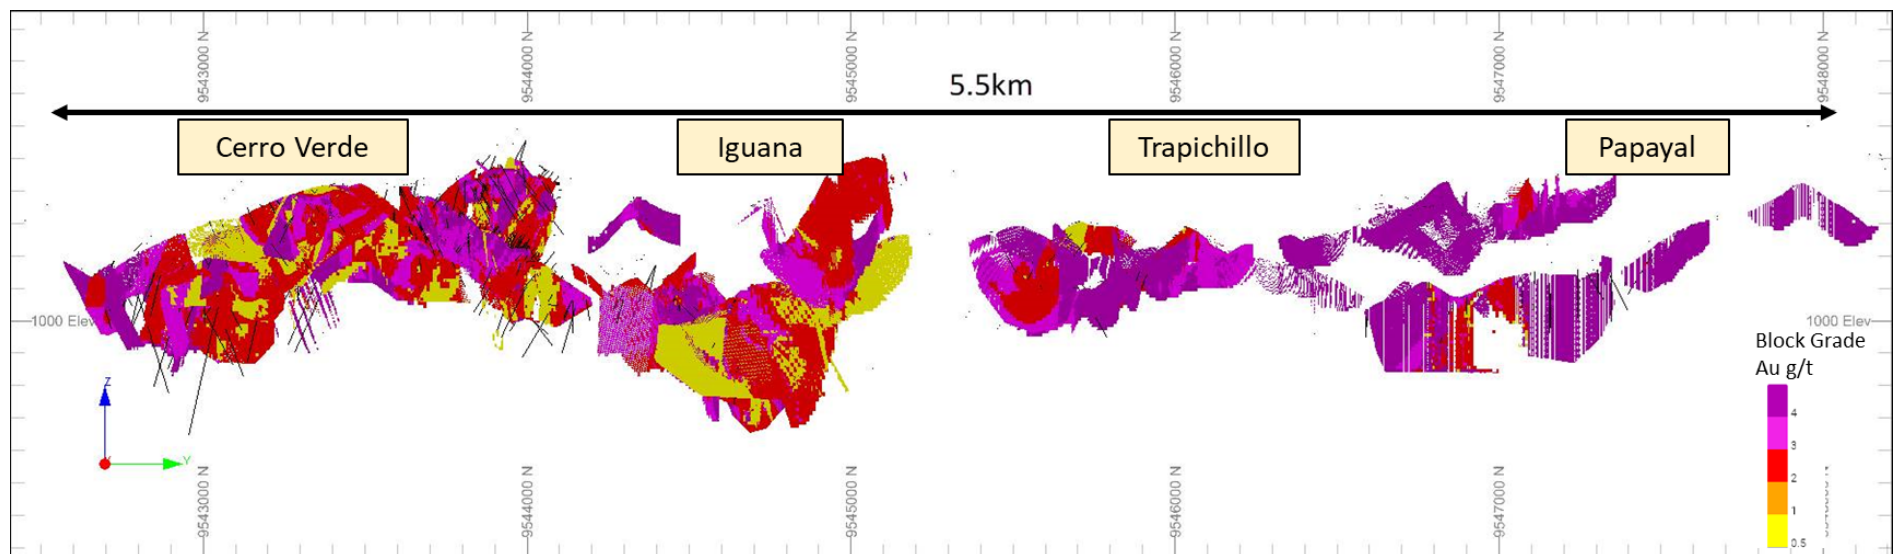 9543000 N
9544000 N
9545000 N
9546000 N
9547000 N
9548000 N
5.5km
Cerro Verde
Iguana
Trapichillo
Papayal
1000 Elev
1000 Elev
Block Grade
Au g/t
4
3
2
1
0.5
Z
Y
9543000 N
9544000 N
9545000 N
9546000 N
9547000 N